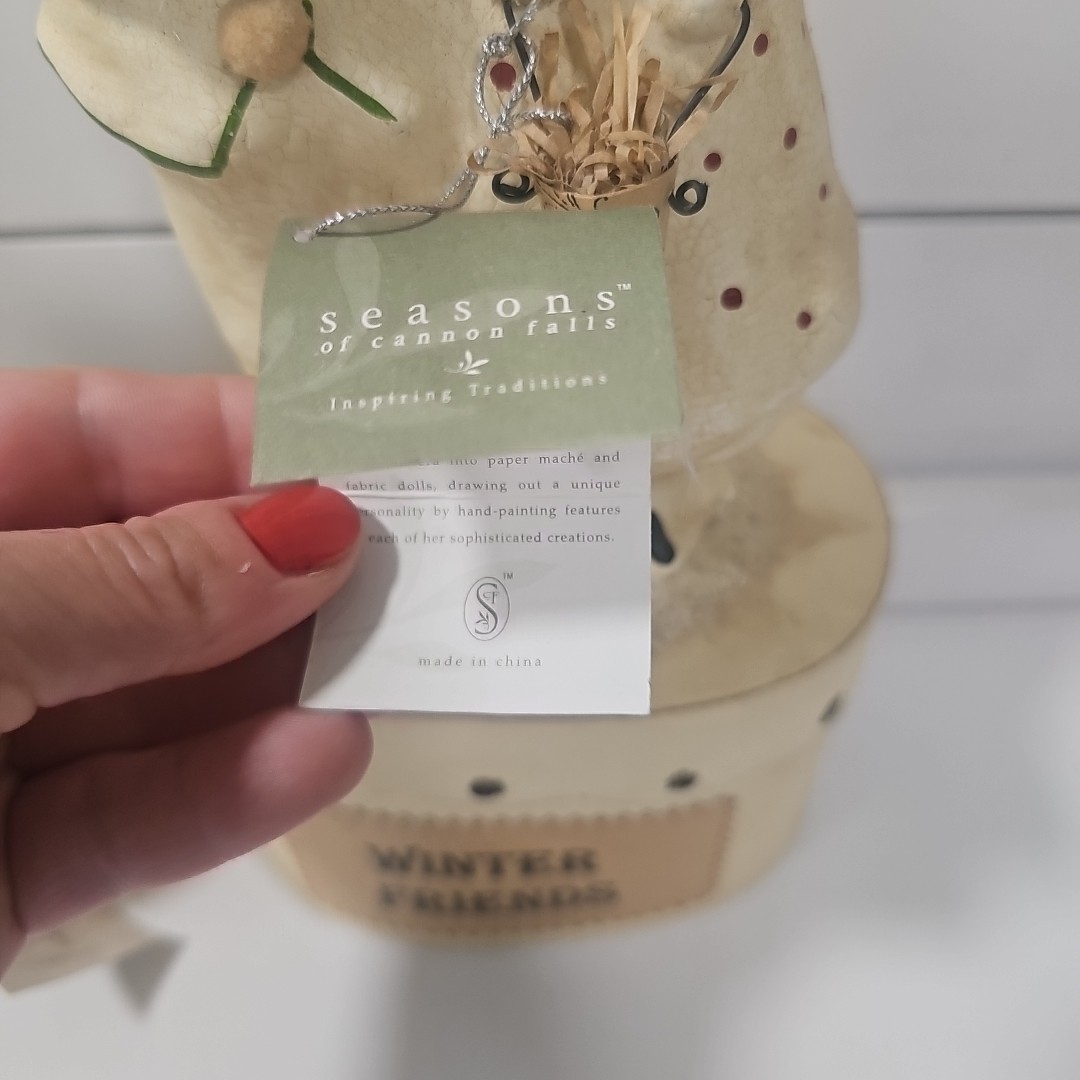 seasons™
of cannon falls
Inspiring Traditions
into paper maché and
fabric dolls, drawing out a unique
personality by hand-painting features
each of her sophisticated creations.
S™
made in china
WINTER
FRIENDS